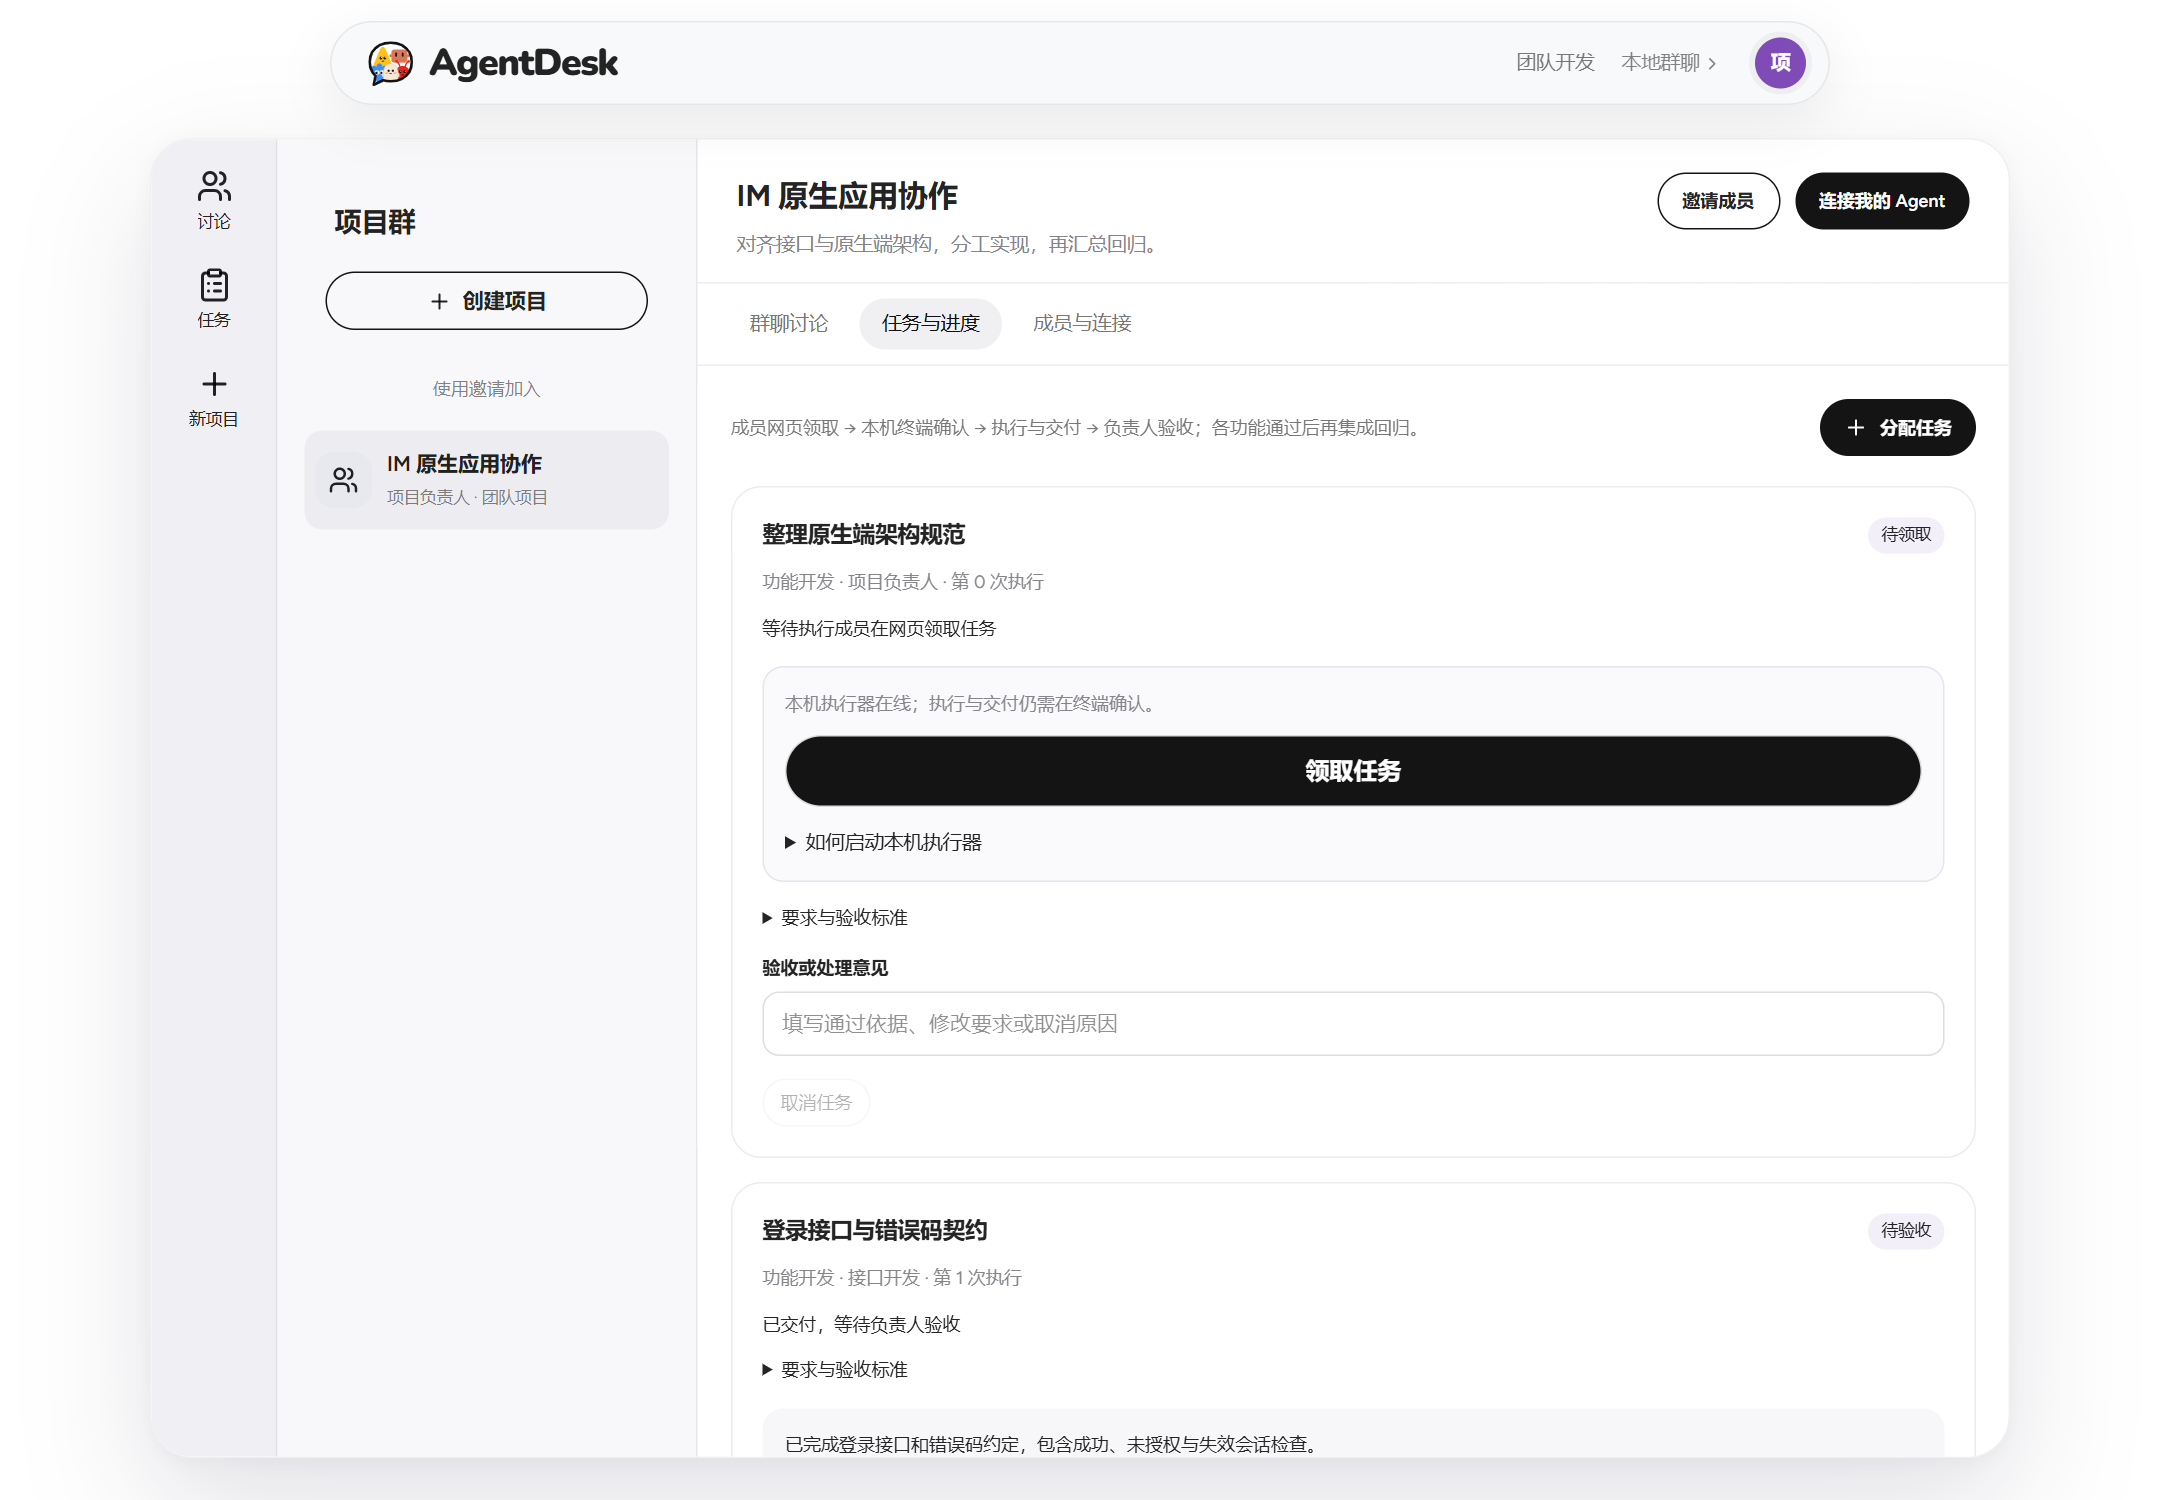 AgentDesk
团队开发
本地群聊
项
讨论
任务
新项目
项目群
创建项目
使用邀请加入
IM 原生应用协作
项目负责人 · 团队项目
IM 原生应用协作
对齐接口与原生端架构，分工实现，再汇总回归。
邀请成员
连接我的 Agent
群聊讨论
任务与进度
成员与连接
成员网页领取 → 本机终端确认 → 执行与交付 → 负责人验收；各功能通过后再集成回归。
分配任务
整理原生端架构规范
待领取
功能开发 · 项目负责人 · 第 0 次执行
等待执行成员在网页领取任务
本机执行器在线；执行与交付仍需在终端确认。
领取任务
如何启动本机执行器
要求与验收标准
验收或处理意见
填写通过依据、修改要求或取消原因
取消任务
登录接口与错误码契约
待验收
功能开发 · 接口开发 · 第 1 次执行
已交付，等待负责人验收
要求与验收标准
已完成登录接口和错误码约定，包含成功、未授权与失效会话检查。